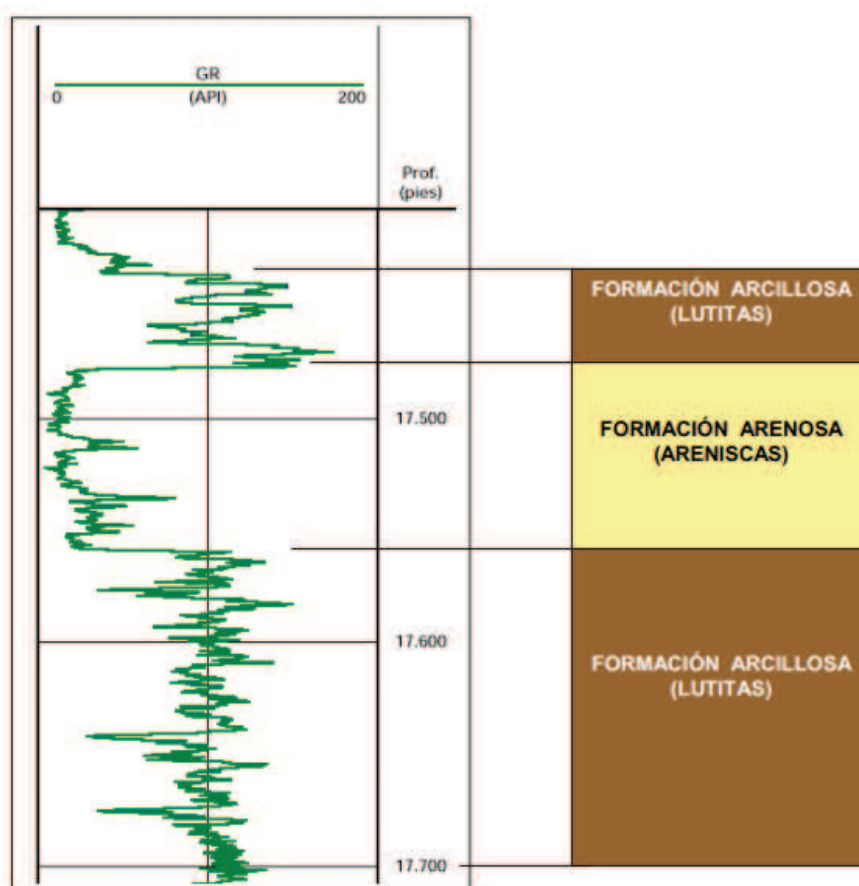 GR
0 (API) 200
Prof.
(pies)
FORMACIÓN ARCILLOSA
(LUTITAS)
17.500
FORMACIÓN ARENOSA
(ARENISCAS)
17.600
FORMACIÓN ARCILLOSA
(LUTITAS)
17.700